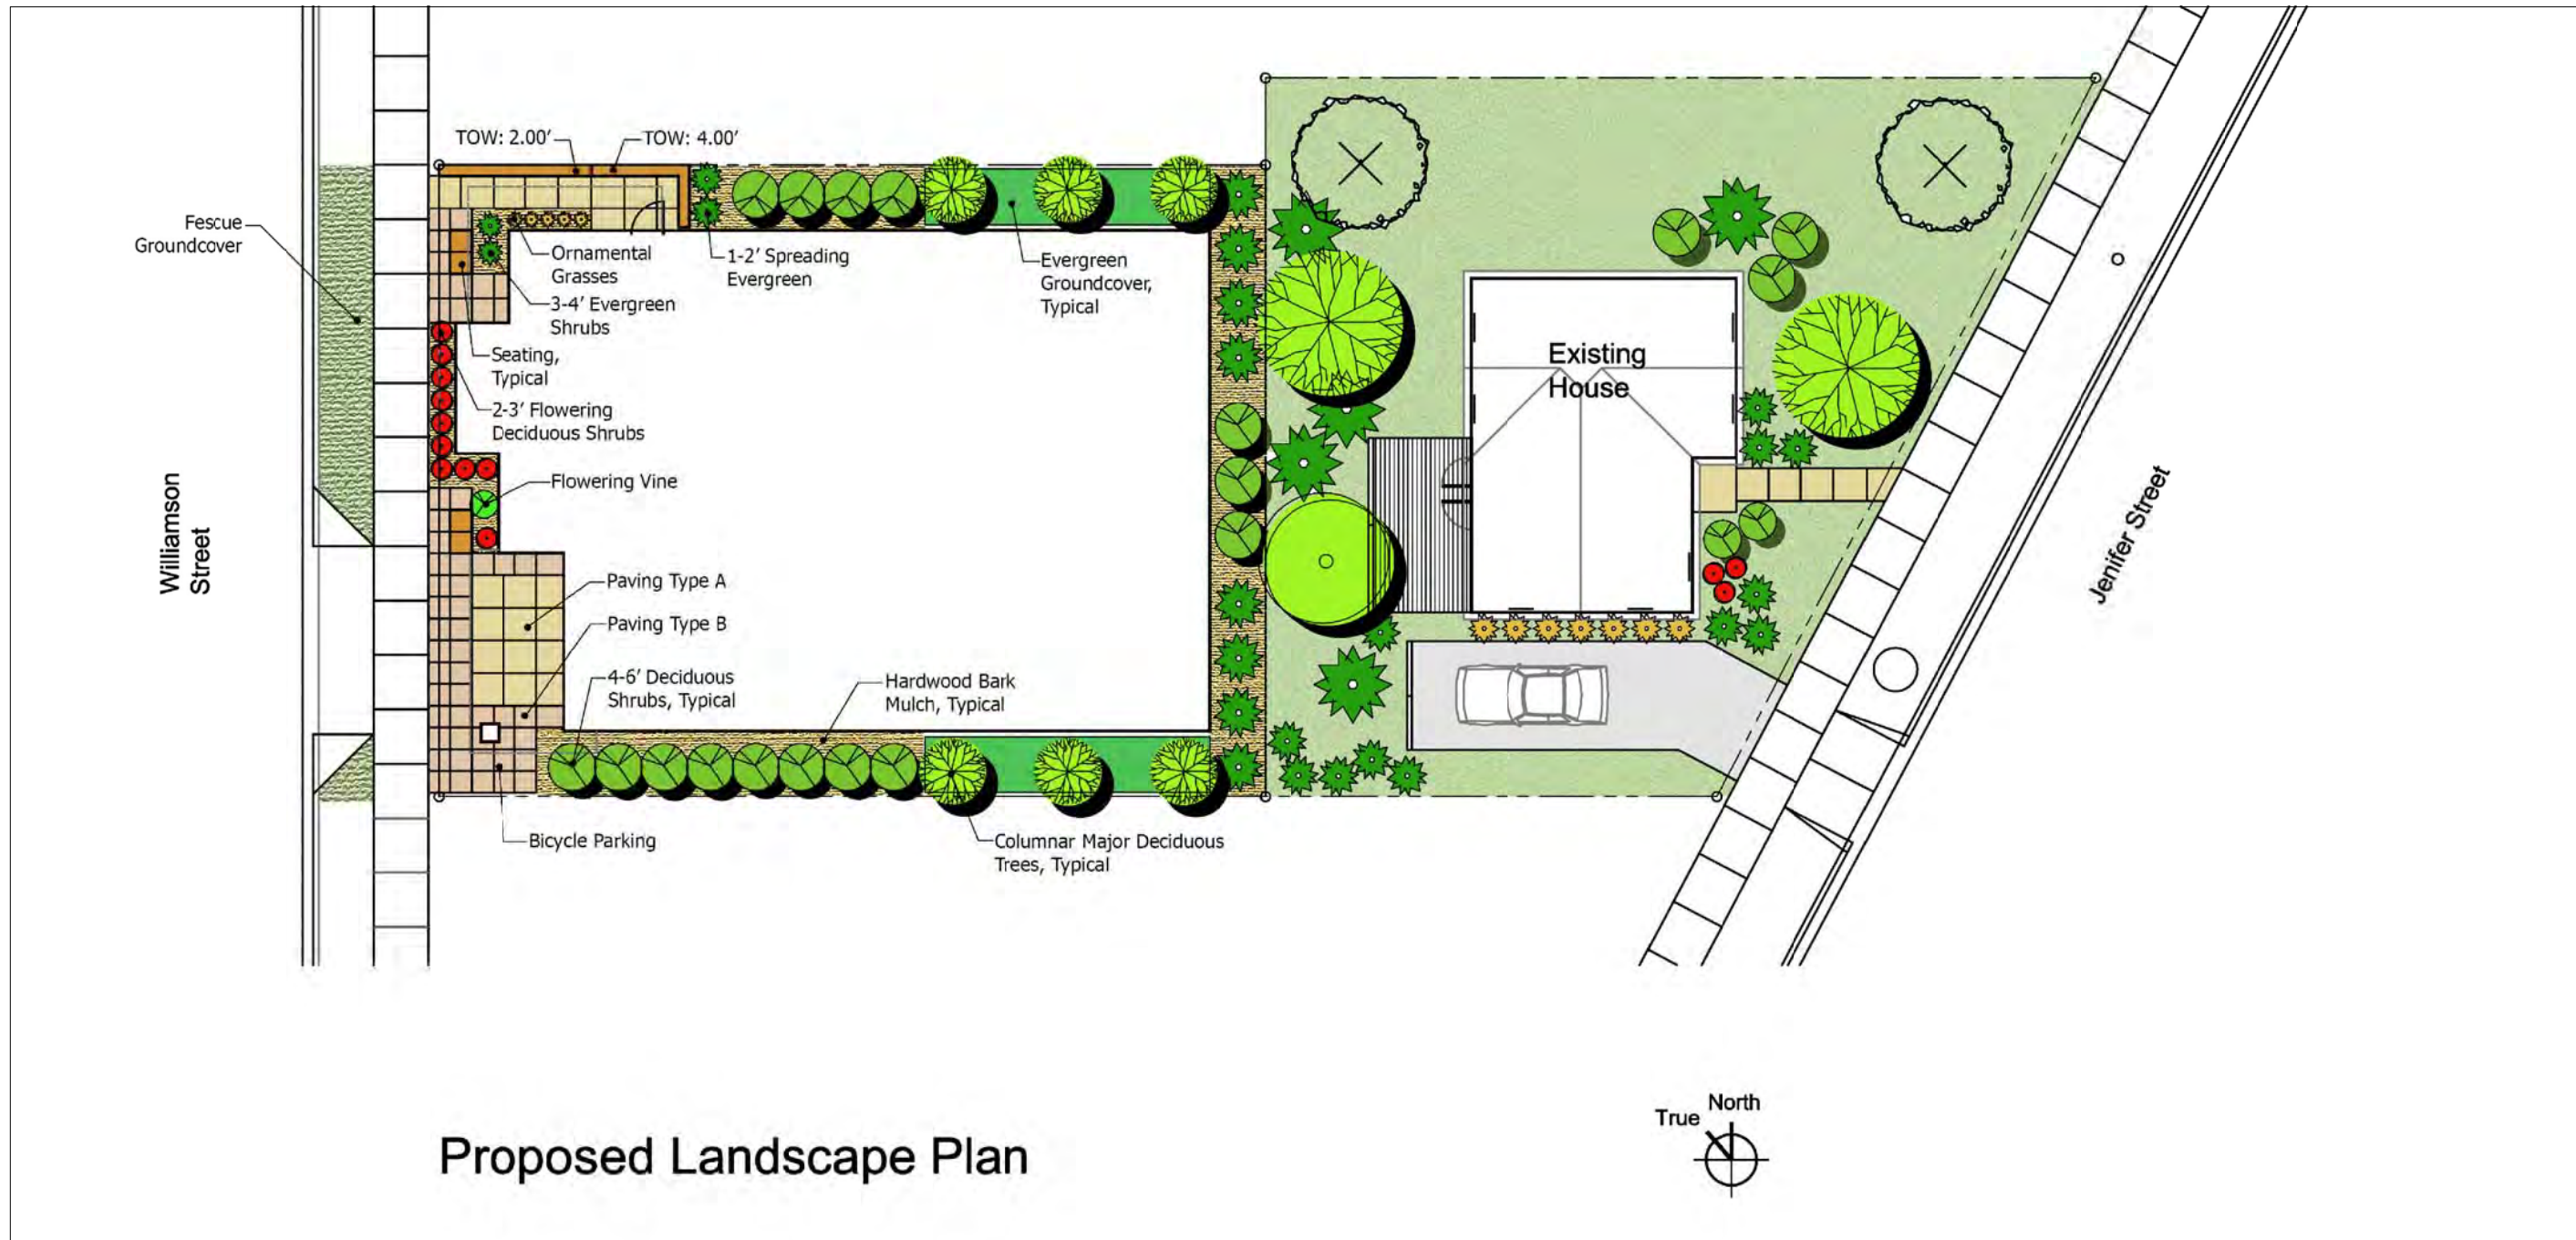 TOW: 2.00'
TOW: 4.00'
Fescue
Groundcover
Ornamental
Grasses
1-2' Spreading
Evergreen
Evergreen
Groundcover,
Typical
3-4' Evergreen
Shrubs
Seating,
Typical
2-3' Flowering
Deciduous Shrubs
Flowering Vine
Existing
House
Williamson
Street
Jenifer Street
Paving Type A
Paving Type B
4-6' Deciduous
Shrubs, Typical
Hardwood Bark
Mulch, Typical
Bicycle Parking
Columnar Major Deciduous
Trees, Typical
Proposed Landscape Plan
True
North